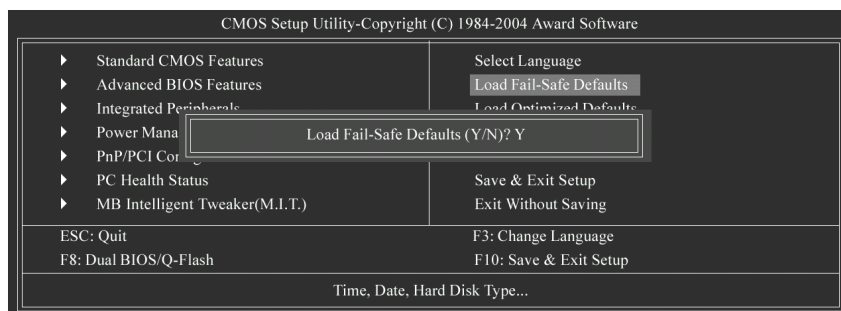 CMOS Setup Utility-Copyright (C) 1984-2004 Award Software
Standard CMOS Features
Advanced BIOS Features
Integrated Peripherals
Power Mana
PnP/PCI
PC Health Status
MB Intelligent Tweaker(M.I.T.)
Select Language
Load Fail-Safe Defaults
Load Optimized Defaults
Save & Exit Setup
Exit Without Saving
Load Fail-Safe Defaults (Y/N)? Y
ESC: Quit
F3: Change Language
F8: Dual BIOS/Q-Flash
F10: Save & Exit Setup
Time, Date, Hard Disk Type...